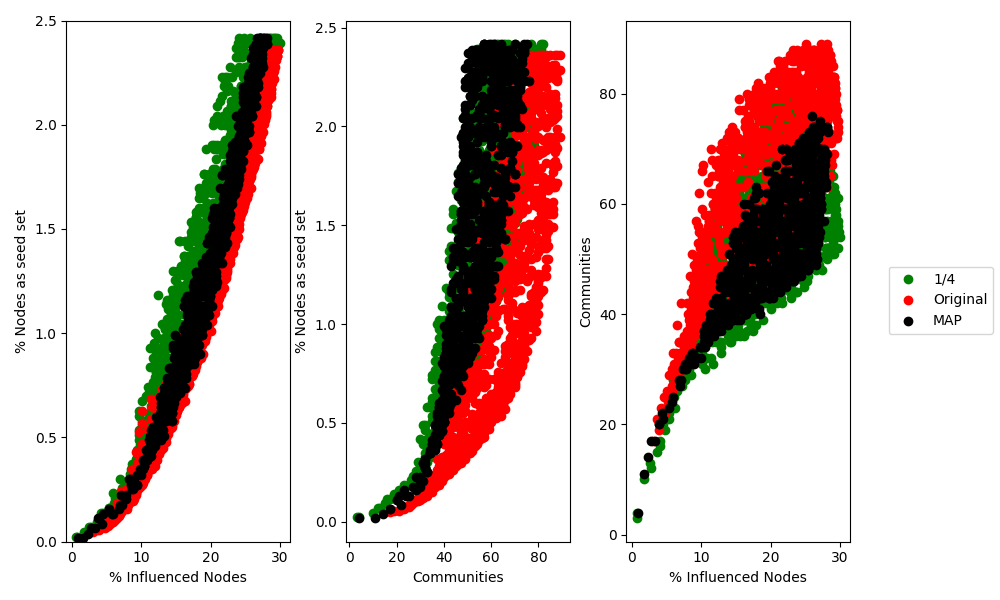 2.5
2.0
1.5
1.0
0.5
0.0
% Nodes as seed set
0 10 20 30
% Influenced Nodes
2.5
2.0
1.5
1.0
0.5
0.0
% Nodes as seed set
0 20 40 60 80
Communities
80
60
40
20
0
Communities
0 10 20 30
% Influenced Nodes
1/4
Original
MAP